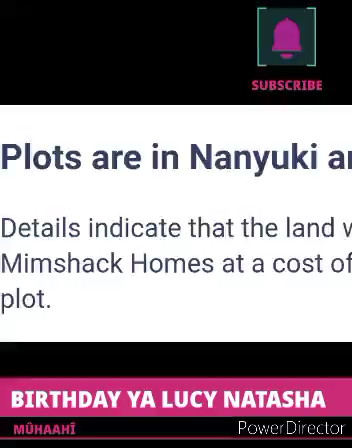 SUBSCRIBE
Plots are in Nanyuki
Details indicate that the land
Mimshack Homes at a cost of
plot.
BIRTHDAY YA LUCY NATASHA
MŨHAAHĨ
PowerDirector